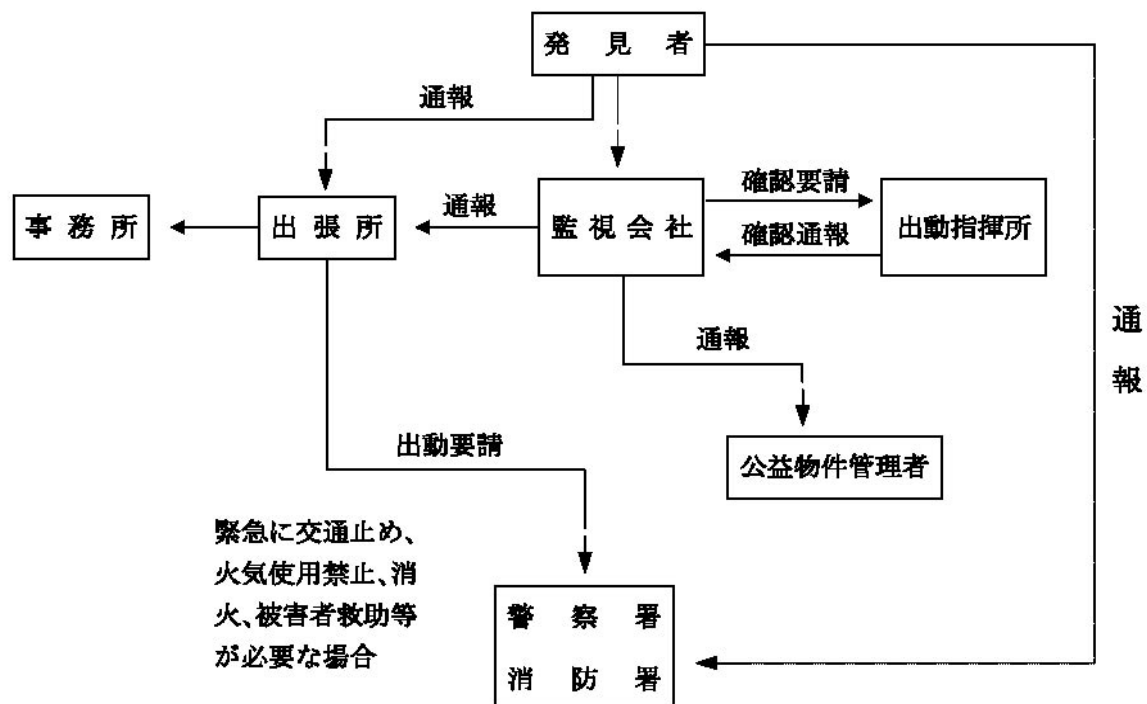 発見者
通報
確認要請
事務所
出張所
通報
監視会社
出動指揮所
確認通報
通報
通報
出動要請
公益物件管理者
緊急に交通止め、
火気使用禁止、消
火、被害者救助等
が必要な場合
警察署
消防署